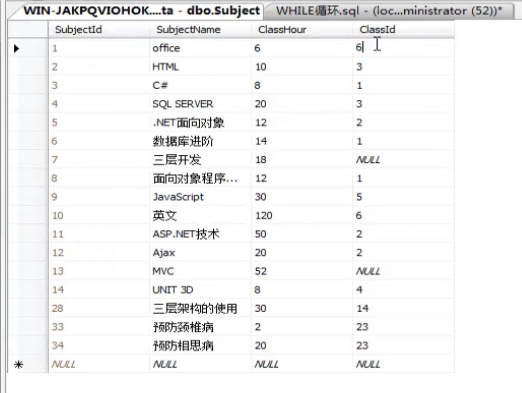 WIN-JAKPQVIOHOK....ta - dbo.Subject WHILE循环.sql - (loc...ministrator (52))*
SubjectId SubjectName ClassHour ClassId
1 office 6 6
2 HTML 10 3
3 C# 8 1
4 SQL SERVER 20 3
5 .NET面向对象 12 2
6 数据库进阶 14 1
7 三层开发 18 NULL
8 面向对象程序... 12 1
9 JavaScript 30 5
10 英文 120 6
11 ASP.NET技术 50 2
12 Ajax 20 2
13 MVC 52 NULL
14 UNIT 3D 8 4
28 三层架构的使用 30 14
33 预防颈椎病 2 23
34 预防相思病 20 23
NULL NULL NULL NULL